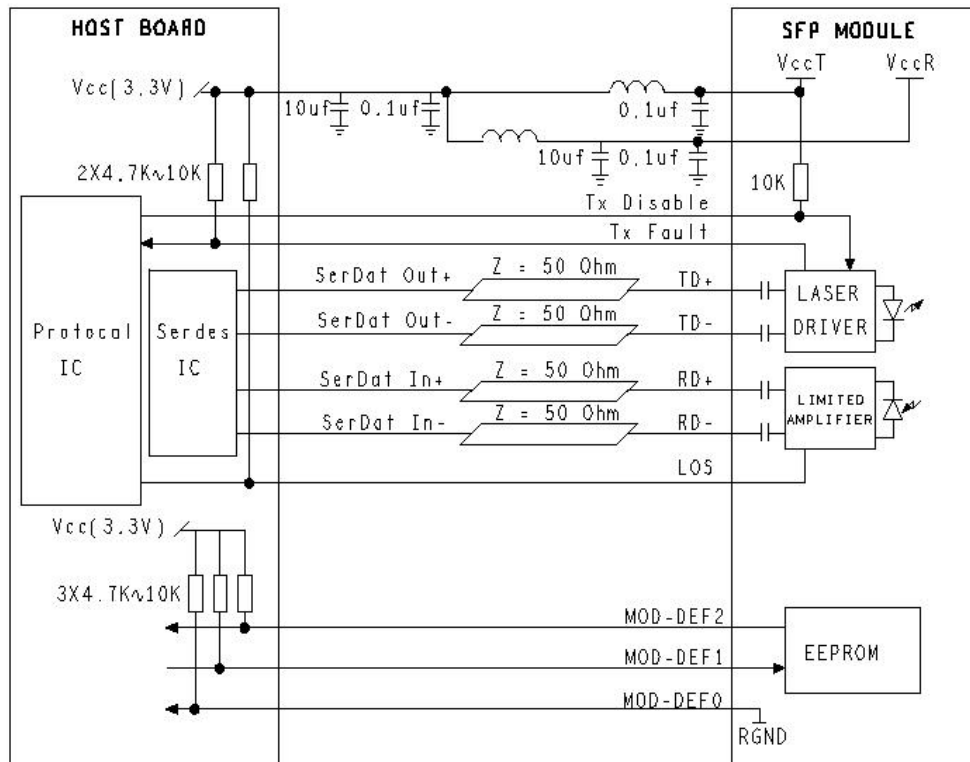 HOST BOARD
SFP MODULE
VccT
VccR
Vcc(3.3V)
10uf
0.1uf
0.1uf
10uf
0.1uf
2X4.7K~10K
10K
Tx Disable
Tx Fault
SerDat Out+
Z = 50 Ohm
TD+
SerDat Out-
Z = 50 Ohm
TD-
LASER
DRIVER
Protocal
IC
Serdes
IC
SerDat In+
Z = 50 Ohm
RD+
SerDat In-
Z = 50 Ohm
RD-
LIMITED
AMPLIFIER
LOS
Vcc(3.3V)
3X4.7K~10K
MOD-DEF2
MOD-DEF1
MOD-DEF0
EEPROM
RGND